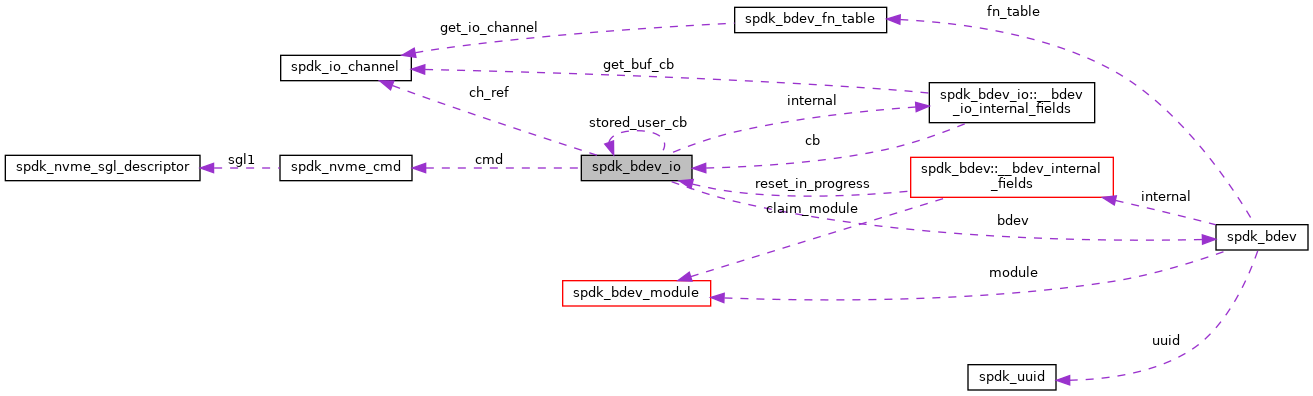 fn_table
spdk_bdev_fn_table
get_io_channel
spdk_io_channel
get_buf_cb
ch_ref
internal
spdk_bdev_io::__bdev
_io_internal_fields
stored_user_cb
cb
spdk_nvme_sgl_descriptor
sgl1
spdk_nvme_cmd
cmd
spdk_bdev_io
spdk_bdev::__bdev_internal
_fields
reset_in_progress
internal
claim_module
bdev
spdk_bdev
module
spdk_bdev_module
uuid
spdk_uuid